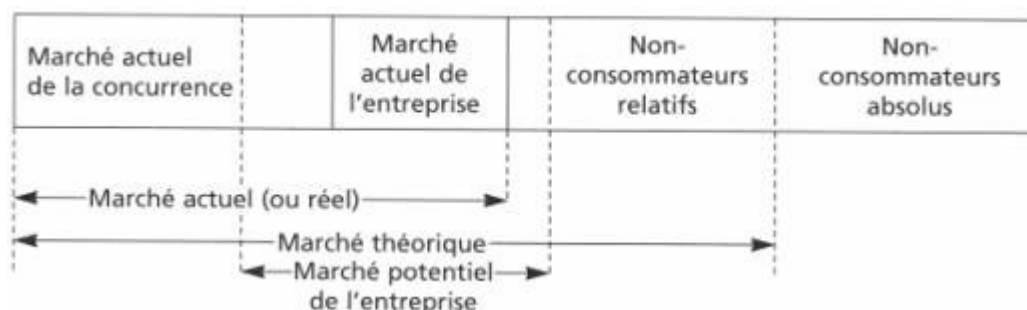 Marché actuel
de la concurrence
Marché
actuel de
l'entreprise
Non-
consommateurs
relatifs
Non-
consommateurs
absolus
Marché actuel (ou réel)
Marché théorique
Marché potentiel
de l'entreprise